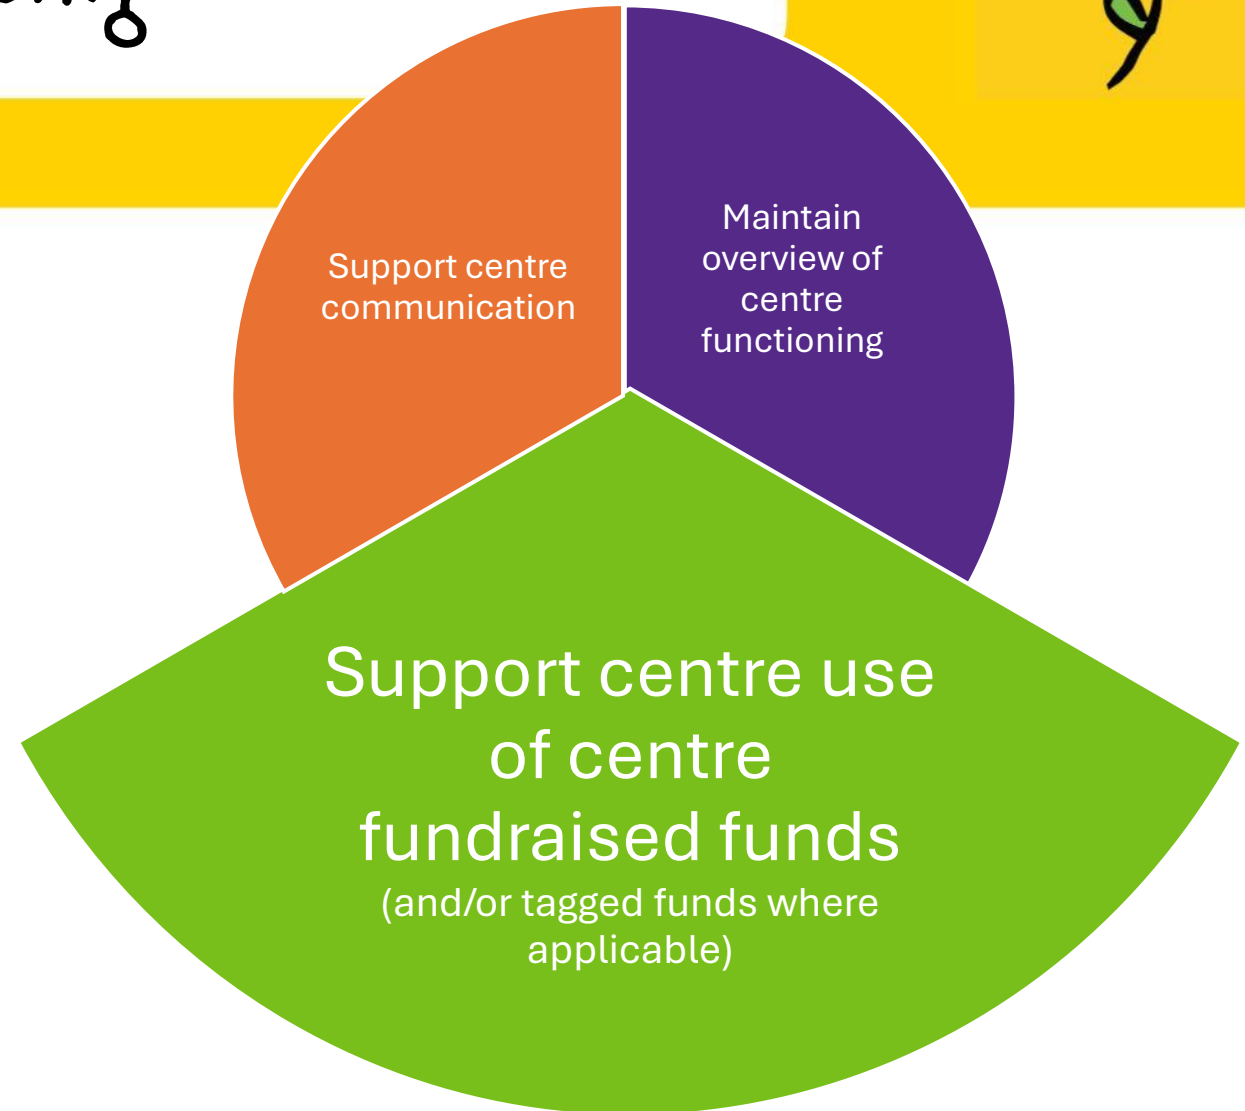 Support centre
communication
Maintain
overview of
centre
functioning
Support centre use
of centre
fundraised funds
(and/or tagged funds where
applicable)